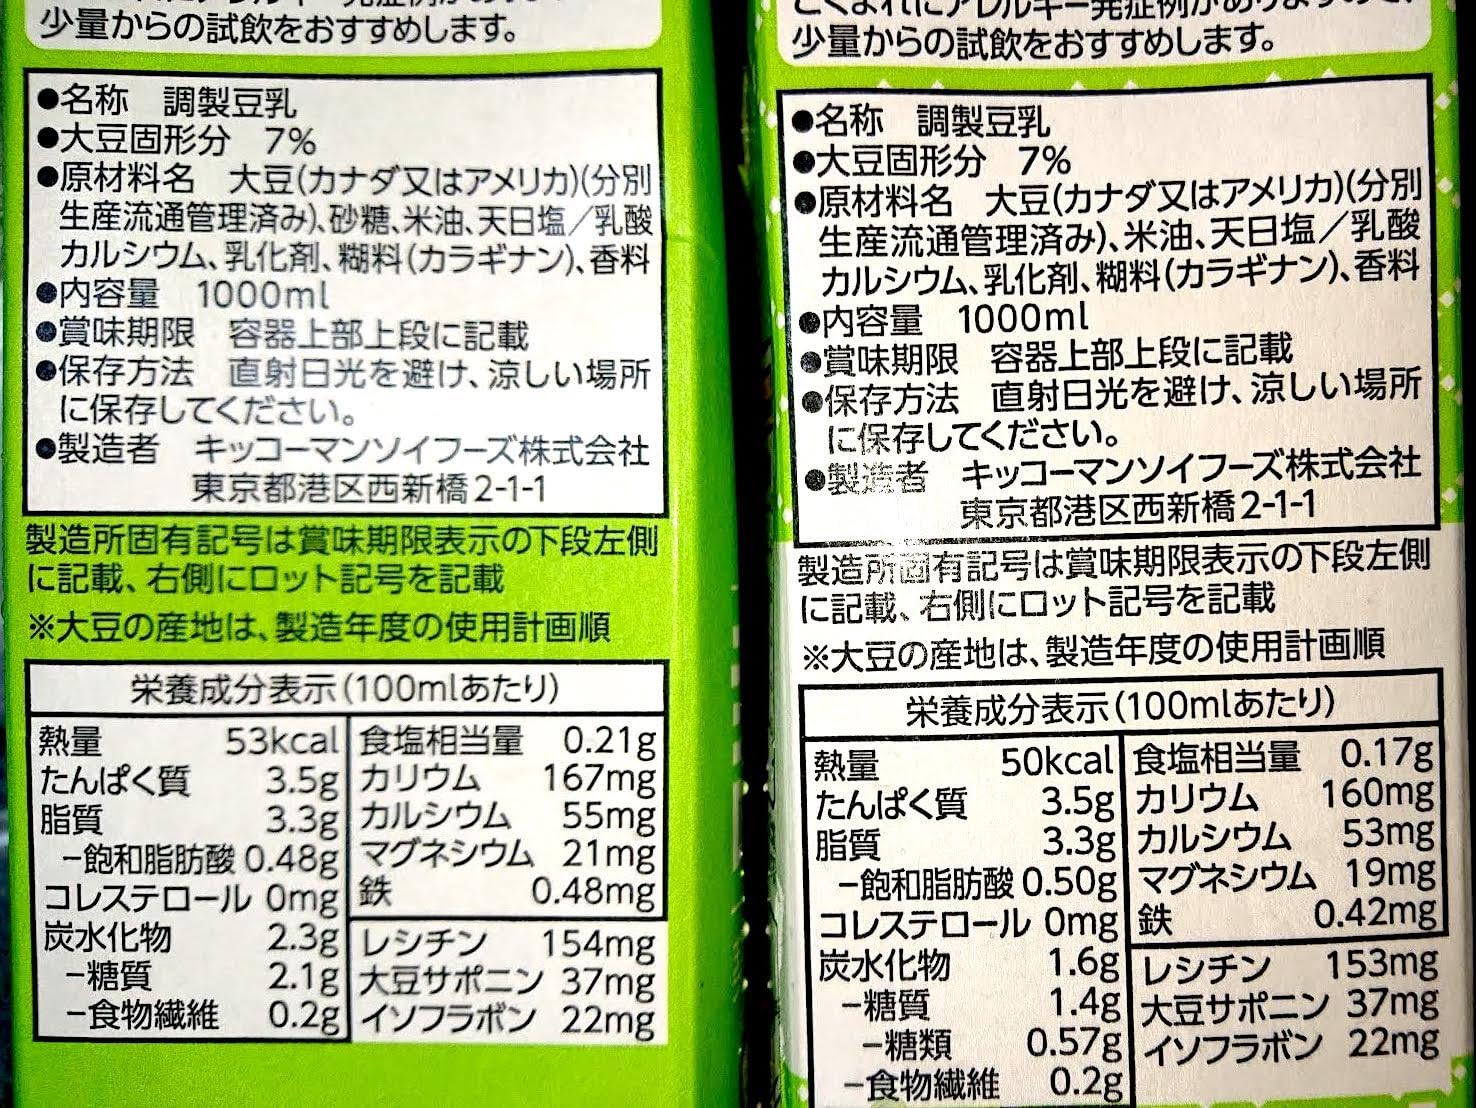 少量からの試飲をおすすめします。
●名称　調製豆乳
●大豆固形分　7%
●原材料名　大豆(カナダ又はアメリカ)(分別
生産流通管理済み)、砂糖、米油、天日塩／乳酸
カルシウム、乳化剤、糊料(カラギナン)、香料
●内容量　1000ml
●賞味期限　容器上部上段に記載
●保存方法　直射日光を避け、涼しい場所
に保存してください。
●製造者　キッコーマンソイフーズ株式会社
東京都港区西新橋2-1-1
製造所固有記号は賞味期限表示の下段左側
に記載、右側にロット記号を記載
※大豆の産地は、製造年度の使用計画順
栄養成分表示(100mlあたり)
熱量 53kcal
たんぱく質 3.5g
脂質 3.3g
−飽和脂肪酸 0.48g
コレステロール 0mg
炭水化物 2.3g
−糖質 2.1g
−食物繊維 0.2g
食塩相当量 0.21g
カリウム 167mg
カルシウム 55mg
マグネシウム 21mg
鉄 0.48mg
レシチン 154mg
大豆サポニン 37mg
イソフラボン 22mg
少量からの試飲をおすすめします。
●名称　調製豆乳
●大豆固形分　7%
●原材料名　大豆(カナダ又はアメリカ)(分別
生産流通管理済み)、米油、天日塩／乳酸
カルシウム、乳化剤、糊料(カラギナン)、香料
●内容量　1000ml
●賞味期限　容器上部上段に記載
●保存方法　直射日光を避け、涼しい場所
に保存してください。
●製造者　キッコーマンソイフーズ株式会社
東京都港区西新橋2-1-1
製造所固有記号は賞味期限表示の下段左側
に記載、右側にロット記号を記載
※大豆の産地は、製造年度の使用計画順
栄養成分表示(100mlあたり)
熱量 50kcal
たんぱく質 3.5g
脂質 3.3g
−飽和脂肪酸 0.50g
コレステロール 0mg
炭水化物 1.6g
−糖質 1.4g
−糖類 0.57g
−食物繊維 0.2g
食塩相当量 0.17g
カリウム 160mg
カルシウム 53mg
マグネシウム 19mg
鉄 0.42mg
レシチン 153mg
大豆サポニン 37mg
イソフラボン 22mg